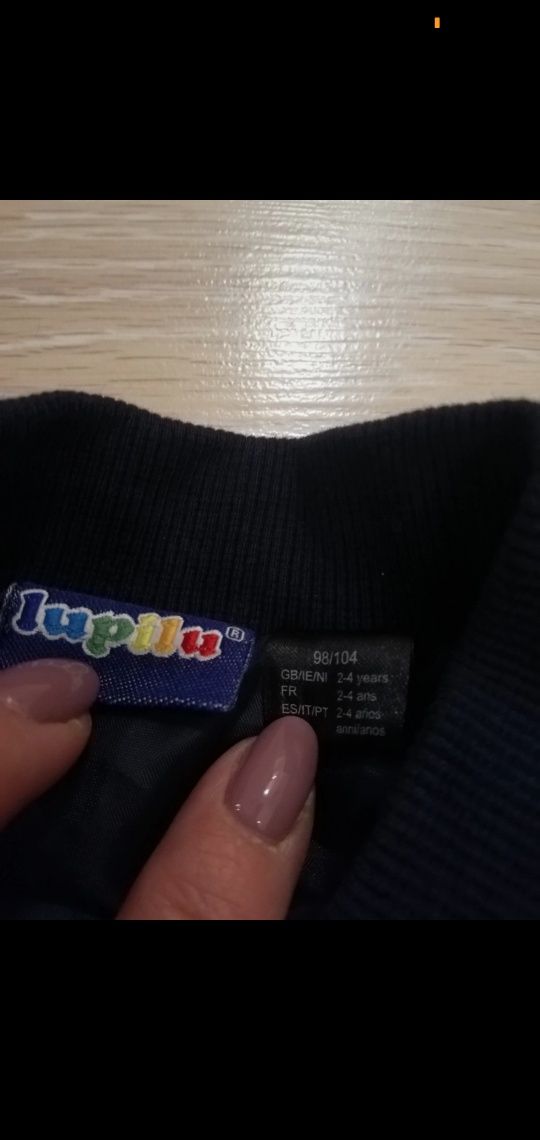 lupilu®
98/104
GB/IE/NI 2-4 years
FR 2-4 ans
ES/IT/PT 2-4 años
anni/anos